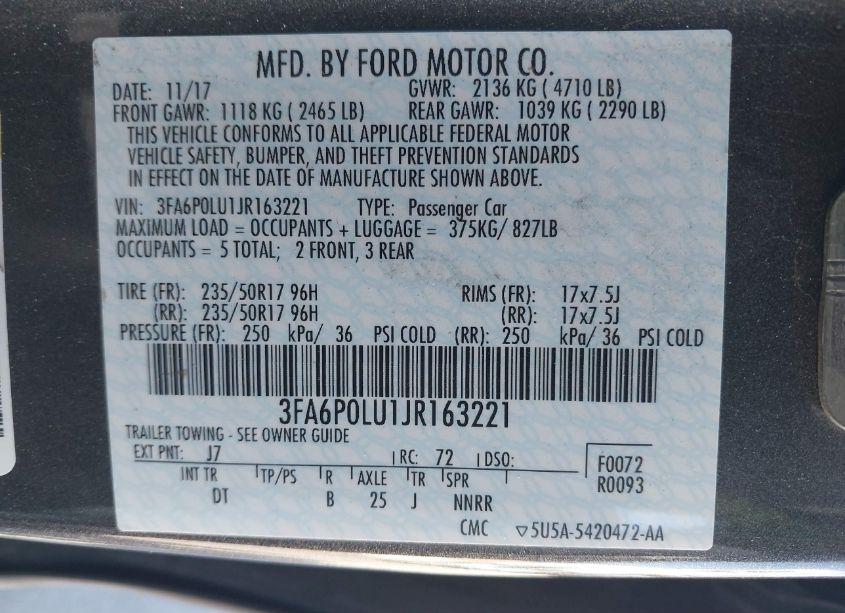 MFD. BY FORD MOTOR CO.
DATE: 11/17 GVWR: 2136 KG ( 4710 LB)
FRONT GAWR: 1118 KG ( 2465 LB) REAR GAWR: 1039 KG ( 2290 LB)
THIS VEHICLE CONFORMS TO ALL APPLICABLE FEDERAL MOTOR
VEHICLE SAFETY, BUMPER, AND THEFT PREVENTION STANDARDS
IN EFFECT ON THE DATE OF MANUFACTURE SHOWN ABOVE.
VIN: 3FA6P0LU1JR163221 TYPE: Passenger Car
MAXIMUM LOAD = OCCUPANTS + LUGGAGE = 375KG/ 827LB
OCCUPANTS = 5 TOTAL; 2 FRONT, 3 REAR
TIRE (FR): 235/50R17 96H RIMS (FR): 17x7.5J
(RR): 235/50R17 96H (RR): 17x7.5J
PRESSURE (FR): 250 kPa/ 36 PSI COLD (RR): 250 kPa/ 36 PSI COLD
3FA6P0LU1JR163221
TRAILER TOWING - SEE OWNER GUIDE
EXT PNT: J7 RC: 72 DSO: F0072
INT TR TP/PS R AXLE TR SPR R0093
DT B 25 J NNRR
CMC ▽5U5A-5420472-AA